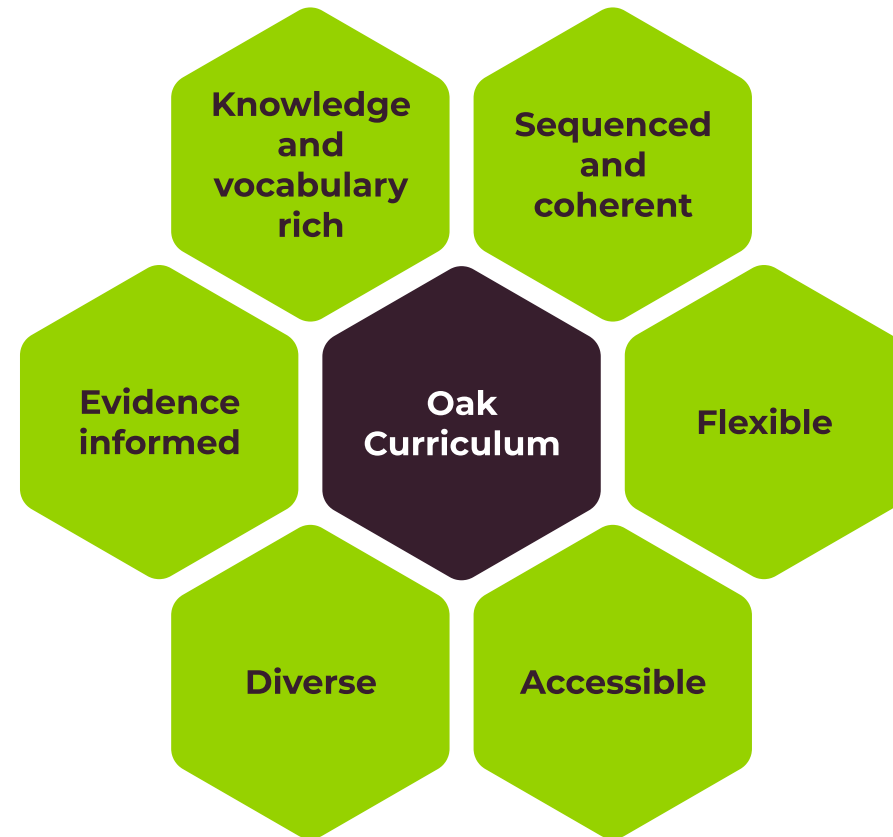 Knowledge
and
vocabulary
rich
Sequenced
and
coherent
Evidence
informed
Oak
Curriculum
Flexible
Diverse
Accessible